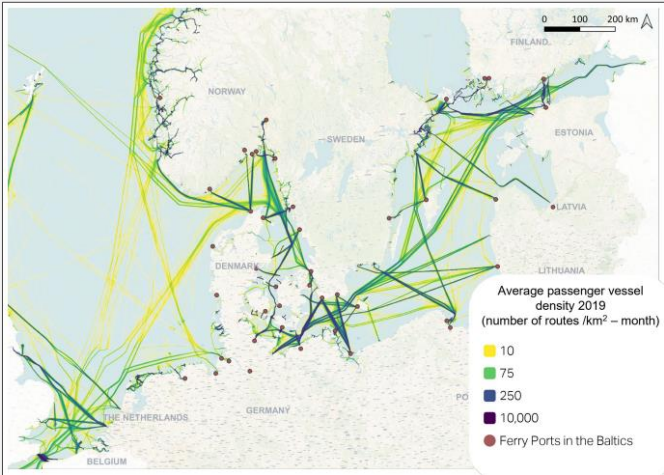 0 100 200 km
FINLAND
NORWAY
SWEDEN
ESTONIA
LATVIA
DENMARK
LITHUANIA
Average passenger vessel
density 2019
(number of routes /km² – month)
10
75
250
10,000
Ferry Ports in the Baltics
THE NETHERLANDS
GERMANY
PO
BELGIUM